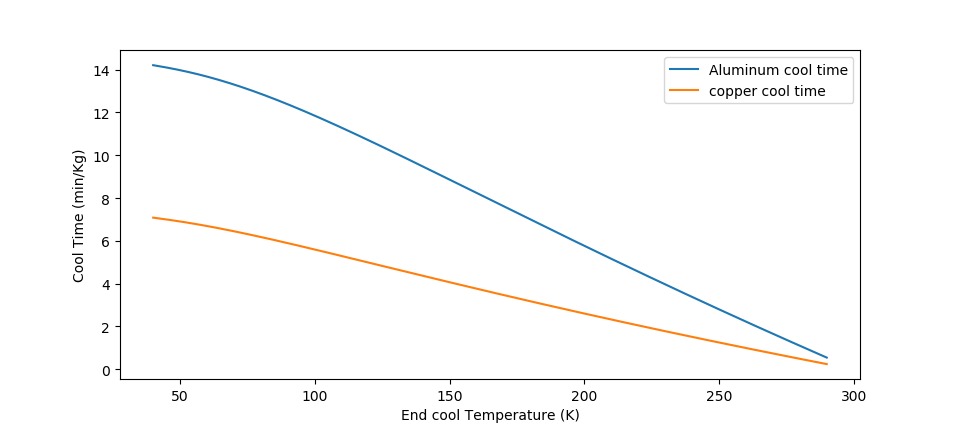 Aluminum cool time
copper cool time
14
12
10
8
6
4
2
0
Cool Time (min/Kg)
50 100 150 200 250 300
End cool Temperature (K)